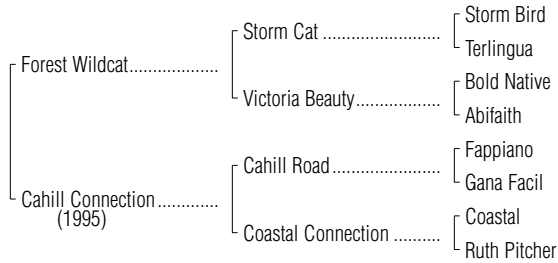 Storm Bird
Storm Cat ......................
Terlingua
Forest Wildcat.................
Bold Native
Victoria Beauty...............
Abifaith
Fappiano
Cahill Road ....................
Gana Facil
Cahill Connection .............
(1995)
Coastal
Coastal Connection .........
Ruth Pitcher